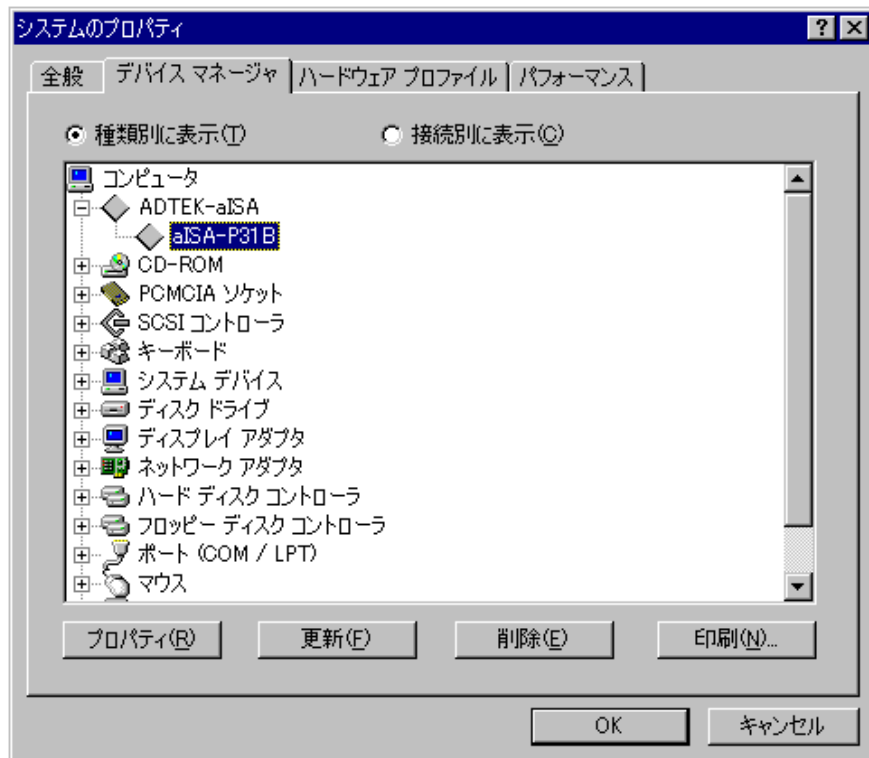 システムのプロパティ
全般 デバイス マネージャ ハードウェア プロファイル パフォーマンス
種類別に表示(T) 接続別に表示(C)
コンピュータ
ADTEK-aISA
aISA-P31B
CD-ROM
PCMCIA ソケット
SCSI コントローラ
キーボード
システム デバイス
ディスク ドライブ
ディスプレイ アダプタ
ネットワーク アダプタ
ハード ディスク コントローラ
フロッピー ディスク コントローラ
ポート (COM / LPT)
マウス
プロパティ(R) 更新(F) 削除(E) 印刷(N)...
OK キャンセル